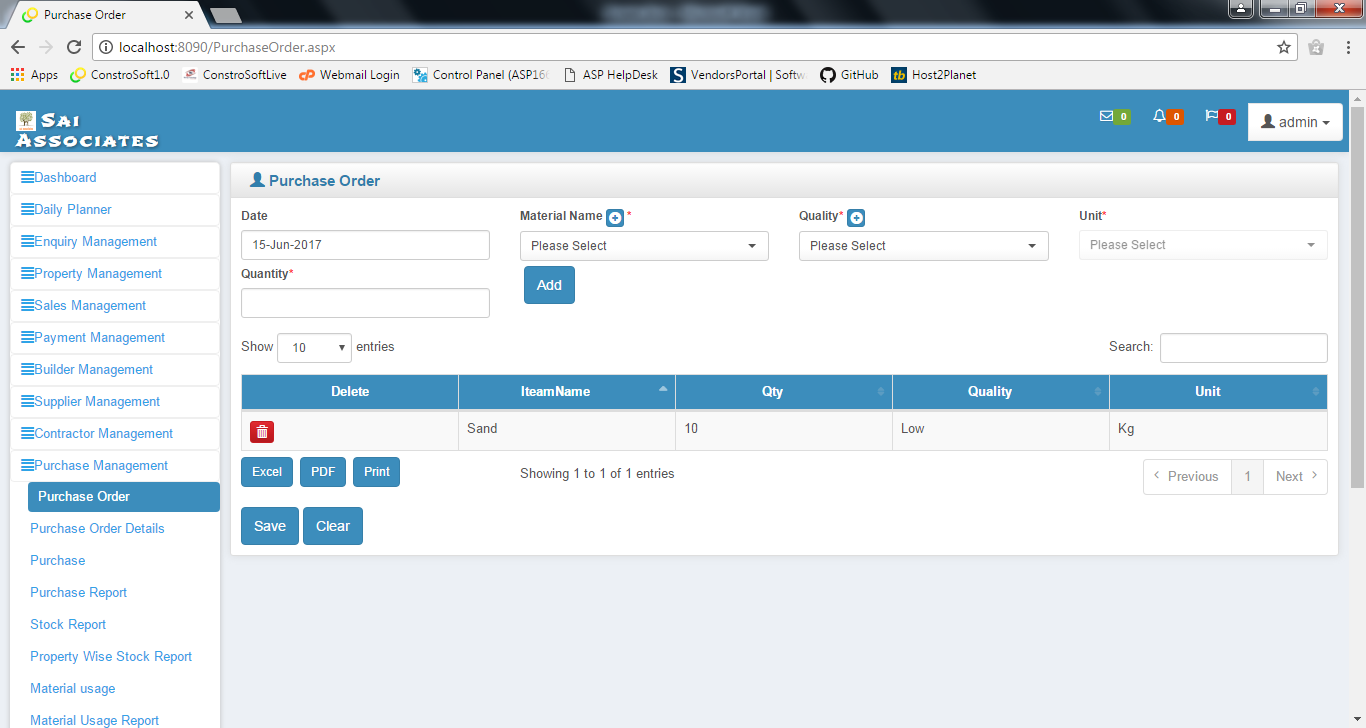 Purchase Order
localhost:8090/PurchaseOrder.aspx
Apps ConstroSoft1.0 ConstroSoftLive Webmail Login Control Panel (ASP166 ASP HelpDesk VendorsPortal | Softw GitHub Host2Planet
Sai
Associates
0 0 0 admin
Dashboard
Daily Planner
Enquiry Management
Property Management
Sales Management
Payment Management
Builder Management
Supplier Management
Contractor Management
Purchase Management
Purchase Order
Purchase Order Details
Purchase
Purchase Report
Stock Report
Property Wise Stock Report
Material usage
Material Usage Report
Purchase Order
Date Material Name * Quality* Unit*
15-Jun-2017 Please Select Please Select Please Select
Quantity*
Add
Show 10 entries Search:
Delete IteamName Qty Quality Unit
Sand 10 Low Kg
Excel PDF Print Showing 1 to 1 of 1 entries Previous 1 Next
Save Clear